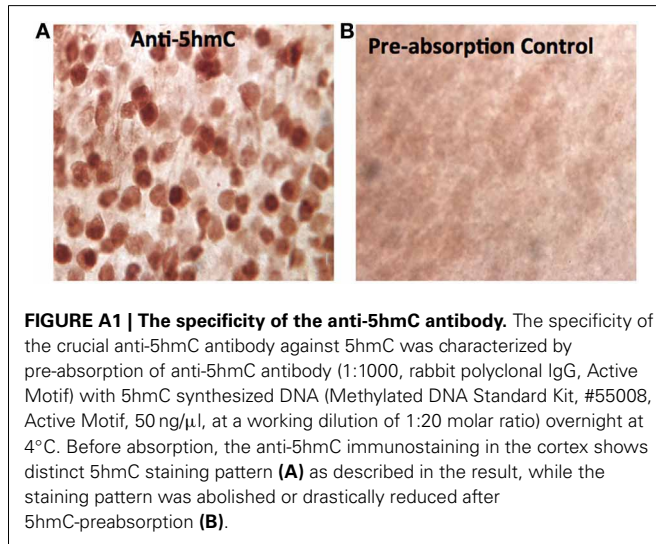 A
Anti-5hmC
B
Pre-absorption Control
FIGURE A1 | The specificity of the anti-5hmC antibody. The specificity of
the crucial anti-5hmC antibody against 5hmC was characterized by
pre-absorption of anti-5hmC antibody (1:1000, rabbit polyclonal IgG, Active
Motif) with 5hmC synthesized DNA (Methylated DNA Standard Kit, #55008,
Active Motif, 50 ng/μl, at a working dilution of 1:20 molar ratio) overnight at
4°C. Before absorption, the anti-5hmC immunostaining in the cortex shows
distinct 5hmC staining pattern (A) as described in the result, while the
staining pattern was abolished or drastically reduced after
5hmC-preabsorption (B).